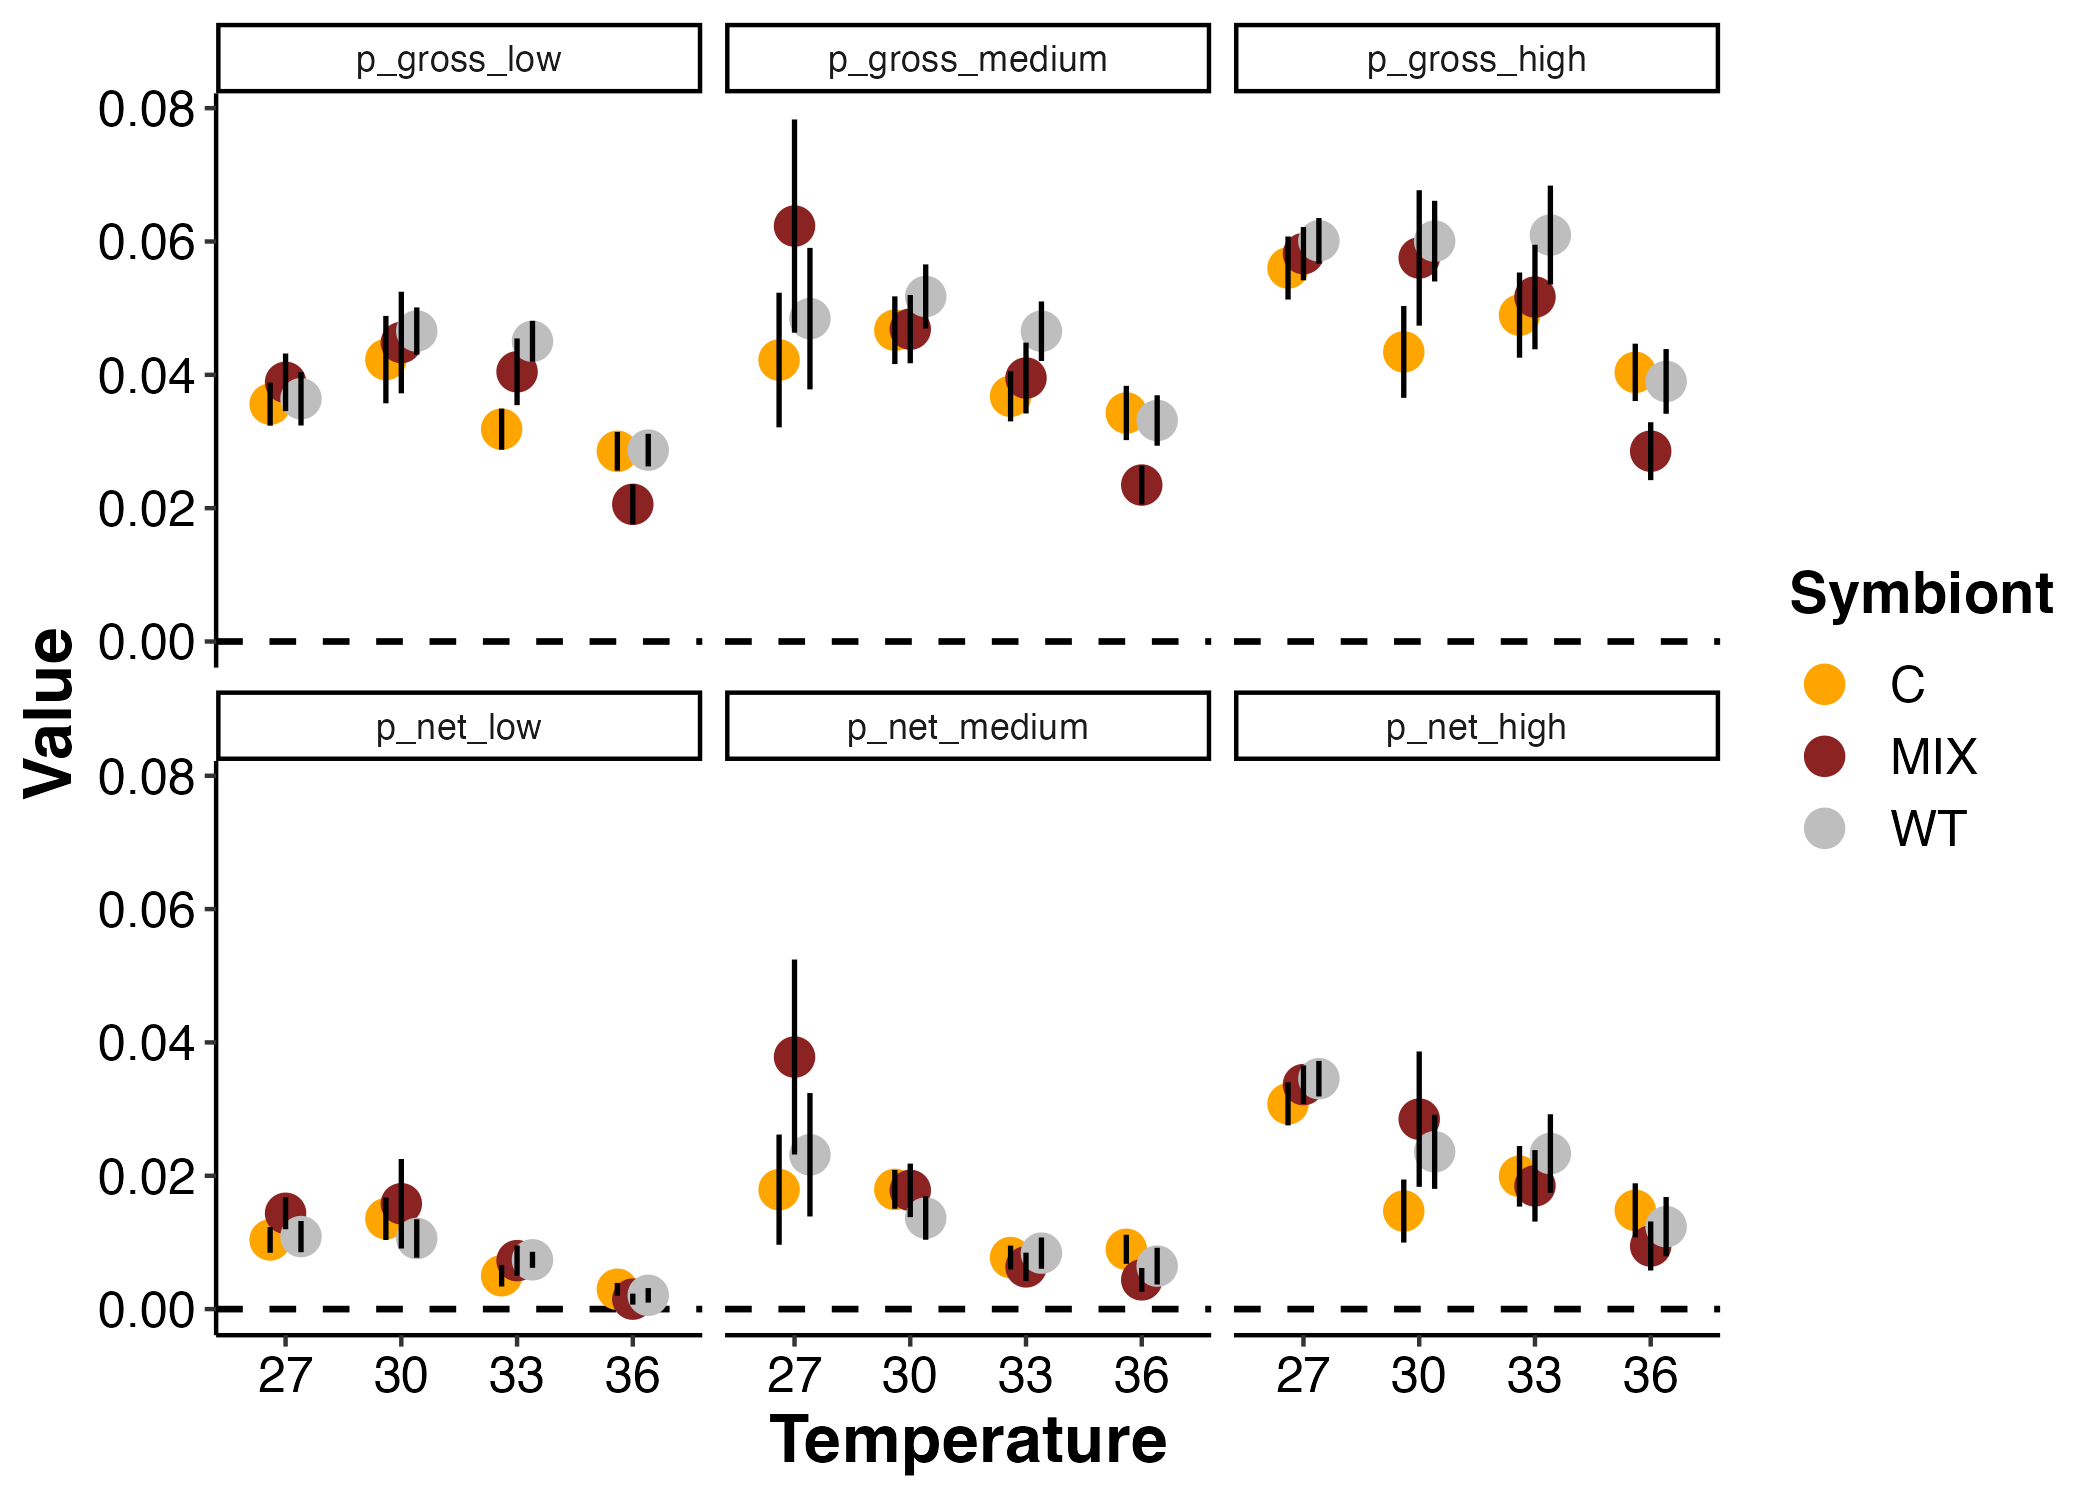 p_gross_low p_gross_medium p_gross_high
0.08
0.06
0.04
0.02
0.00
p_net_low p_net_medium p_net_high
0.08
0.06
0.04
0.02
0.00
27 30 33 36 27 30 33 36 27 30 33 36
Temperature
Value
Symbiont
C
MIX
WT